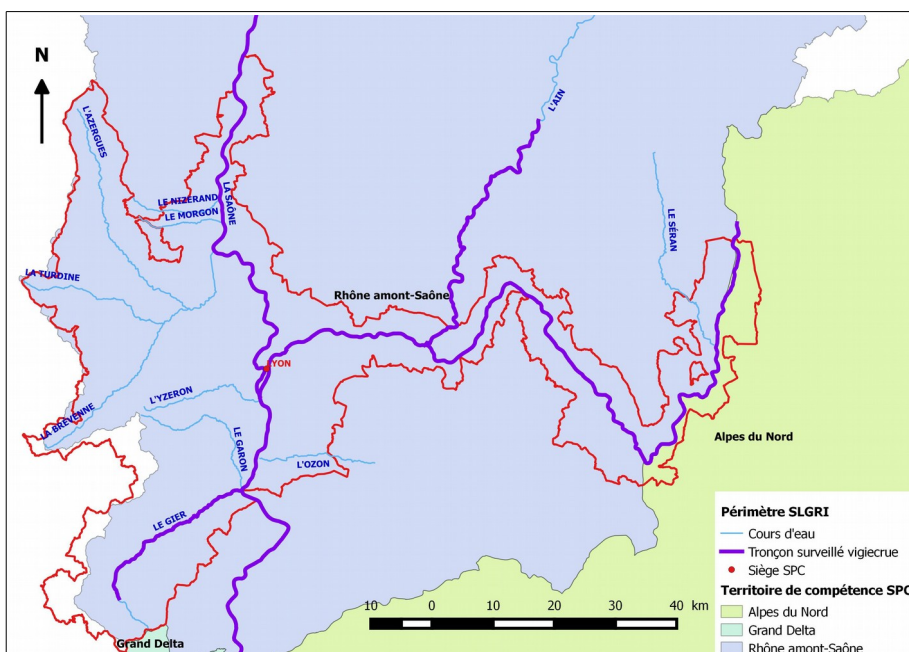 N
L'AIN
L'AZERGUES
LE NIZERAND
LE MORGON
LA SAÔNE
LE SÉRAN
LA TURDINE
Rhône amont-Saône
YON
L'YZERON
LA BREVENNE
LE GARON
L'OZON
Alpes du Nord
LE GIER
Grand Delta
10 0 10 20 30 40 km
Périmètre SLGRI
Cours d'eau
Tronçon surveillé vigiecrue
Siège SPC
Territoire de compétence SPC
Alpes du Nord
Grand Delta
Rhône amont-Saône